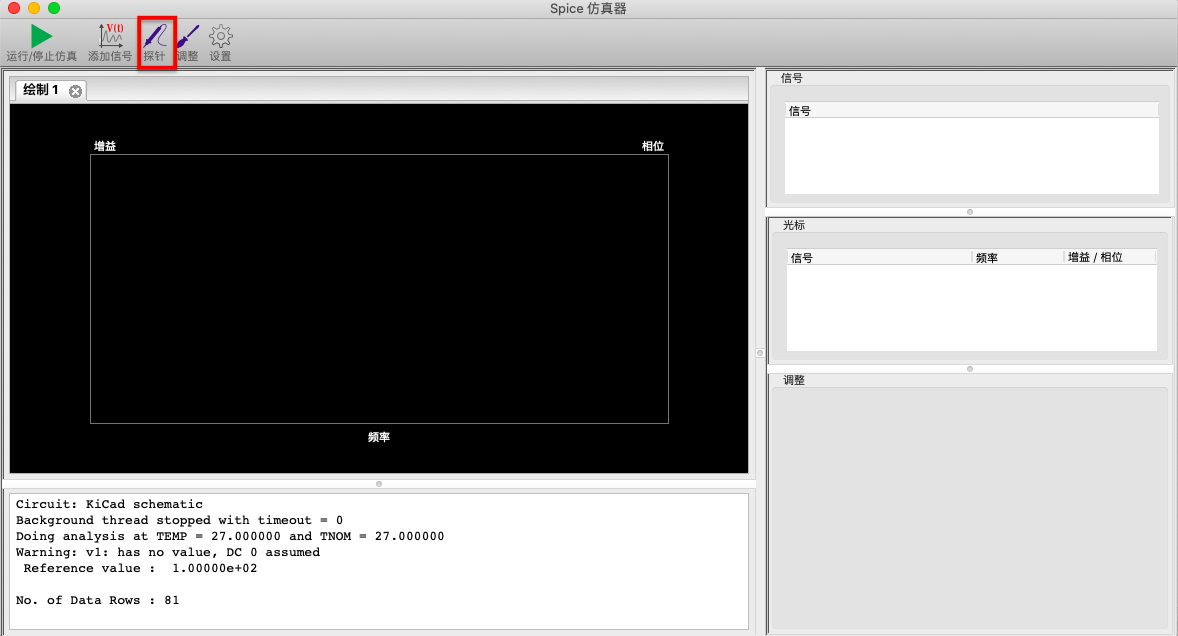 Spice 仿真器
V(t)
运行/停止仿真 添加信号 探针 调整 设置
绘制 1
增益 相位
频率
Circuit: KiCad schematic
Background thread stopped with timeout = 0
Doing analysis at TEMP = 27.000000 and TNOM = 27.000000
Warning: v1: has no value, DC 0 assumed
Reference value : 1.00000e+02
No. of Data Rows : 81
信号
信号
光标
信号 频率 增益 / 相位
调整